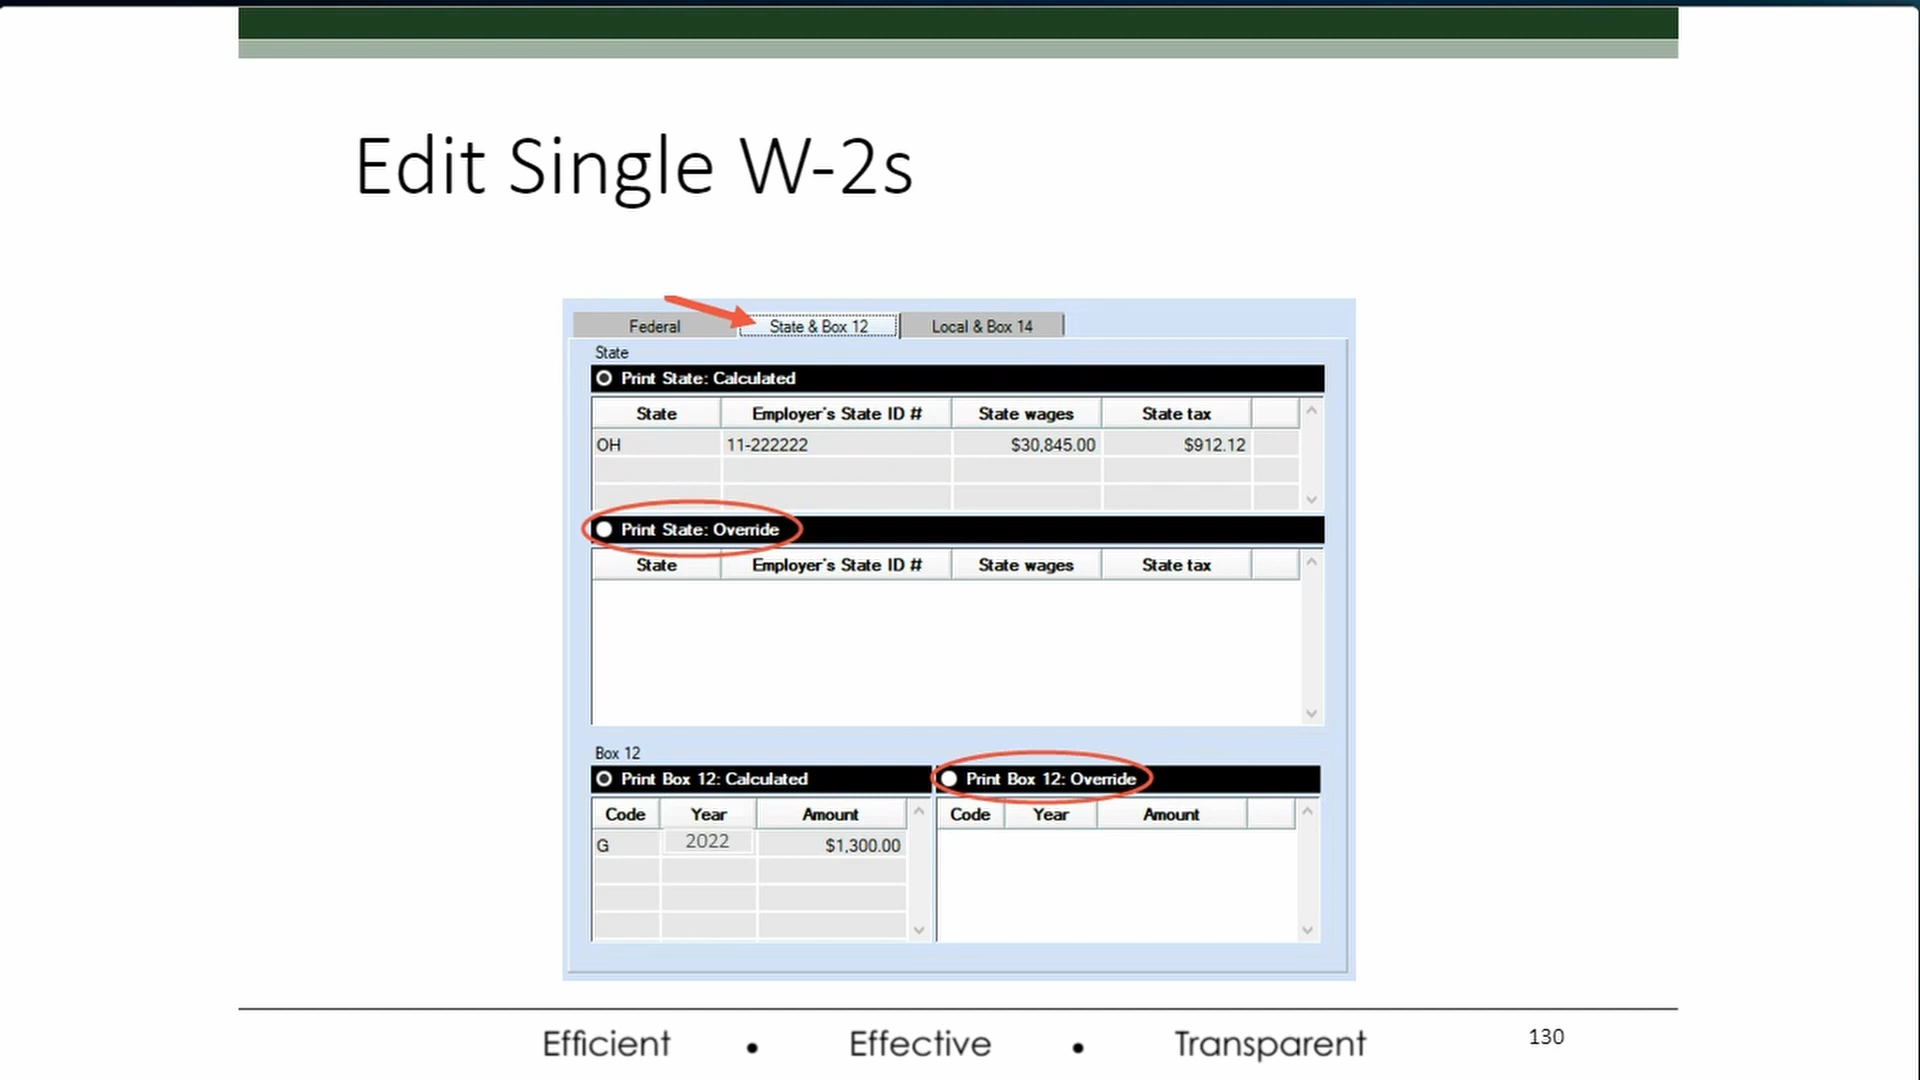 Edit Single W-2s
Federal State & Box 12 Local & Box 14
State
Print State: Calculated
State Employer's State ID # State wages State tax
OH 11-222222 $30,845.00 $912.12
Print State: Override
State Employer's State ID # State wages State tax
Box 12
Print Box 12: Calculated Print Box 12: Override
Code Year Amount Code Year Amount
G 2022 $1,300.00
Efficient • Effective • Transparent 130